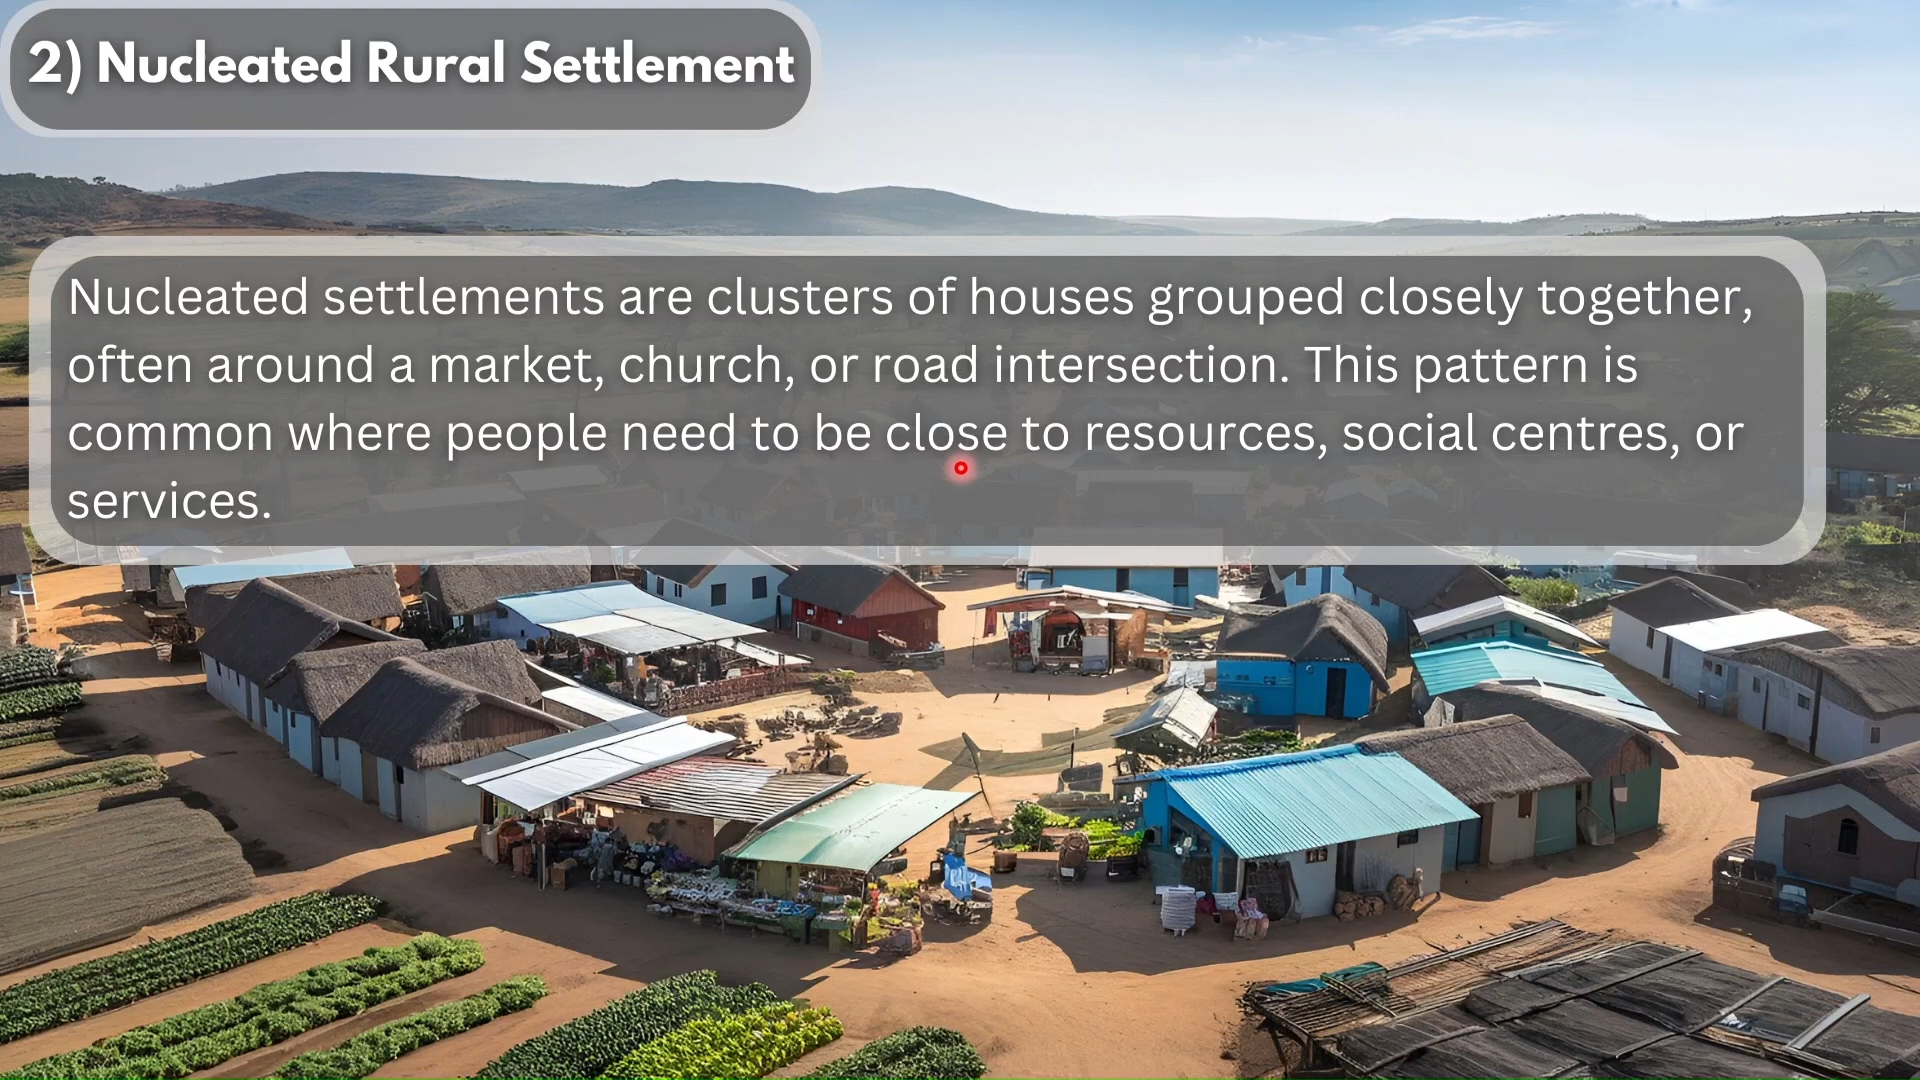 2) Nucleated Rural Settlement
Nucleated settlements are clusters of houses grouped closely together,
often around a market, church, or road intersection. This pattern is
common where people need to be close to resources, social centres, or
services.